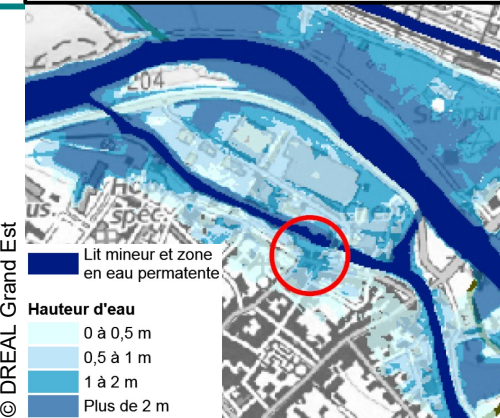 204
spéc.
Lit mineur et zone
en eau permatente
Hauteur d'eau
0 à 0,5 m
0,5 à 1 m
1 à 2 m
Plus de 2 m
© DREAL Grand Est